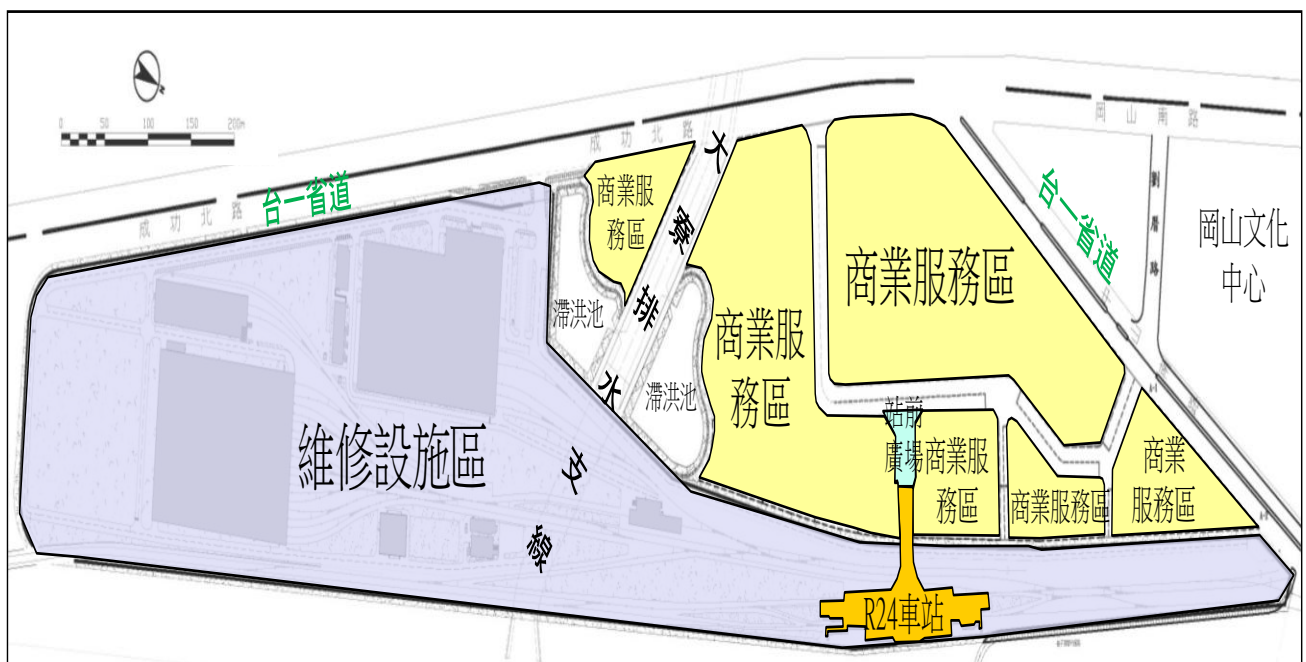 N
0 50 100 150 200m
成功北路
台一省道
成功北路
岡山南路
台一省道
劉厝路
岡山文化
中心
大寮排水
商業服
務區
滯洪池
滯洪池
商業服
務區
商業服務區
站前
廣場
商業服
務區
商業服務區
商業
服務區
維修設施區
支線
R24車站